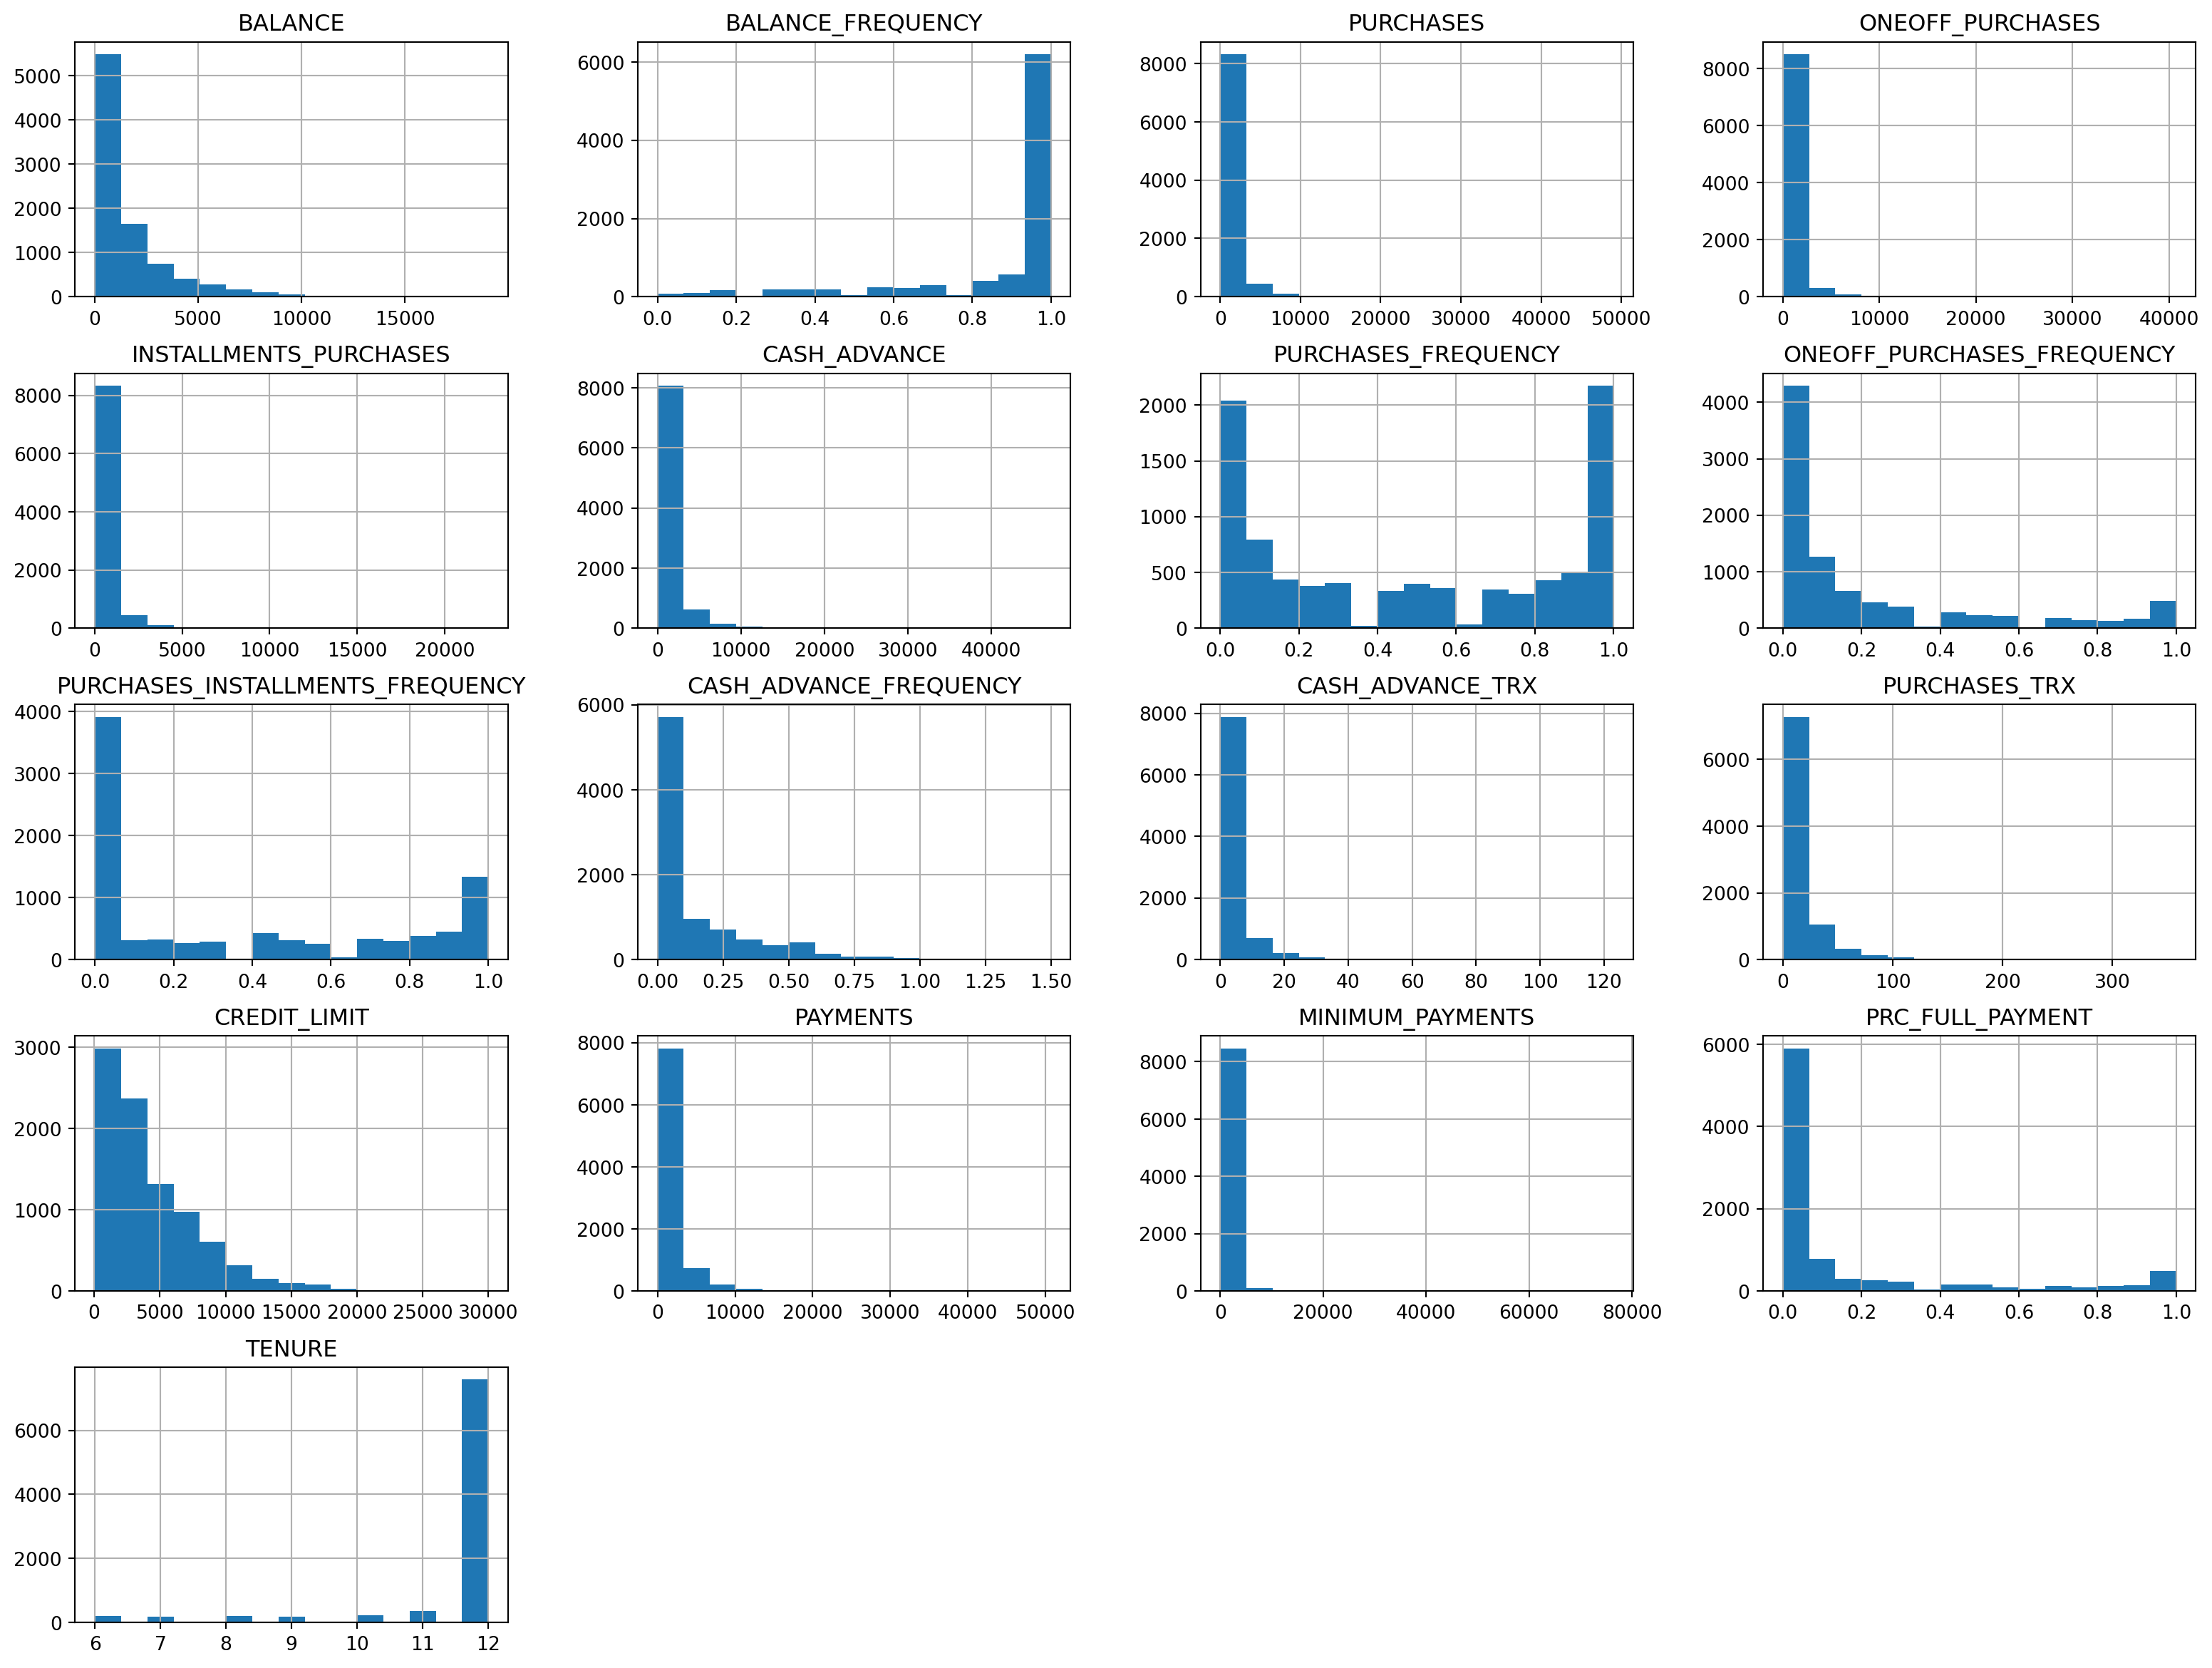 BALANCE
BALANCE_FREQUENCY
PURCHASES
ONEOFF_PURCHASES
5000
4000
3000
2000
1000
0
0 5000 10000 15000
6000
4000
2000
0
0.0 0.2 0.4 0.6 0.8 1.0
8000
6000
4000
2000
0
0 10000 20000 30000 40000 50000
8000
6000
4000
2000
0
0 10000 20000 30000 40000
INSTALLMENTS_PURCHASES
CASH_ADVANCE
PURCHASES_FREQUENCY
ONEOFF_PURCHASES_FREQUENCY
8000
6000
4000
2000
0
0 5000 10000 15000 20000
8000
6000
4000
2000
0
0 10000 20000 30000 40000
2000
1500
1000
500
0
0.0 0.2 0.4 0.6 0.8 1.0
4000
3000
2000
1000
0
0.0 0.2 0.4 0.6 0.8 1.0
PURCHASES_INSTALLMENTS_FREQUENCY
CASH_ADVANCE_FREQUENCY
CASH_ADVANCE_TRX
PURCHASES_TRX
4000
3000
2000
1000
0
0.0 0.2 0.4 0.6 0.8 1.0
6000
4000
2000
0
0.00 0.25 0.50 0.75 1.00 1.25 1.50
8000
6000
4000
2000
0
0 20 40 60 80 100 120
6000
4000
2000
0
0 100 200 300
CREDIT_LIMIT
PAYMENTS
MINIMUM_PAYMENTS
PRC_FULL_PAYMENT
3000
2000
1000
0
0 5000 10000 15000 20000 25000 30000
8000
6000
4000
2000
0
0 10000 20000 30000 40000 50000
8000
6000
4000
2000
0
0 20000 40000 60000 80000
6000
4000
2000
0
0.0 0.2 0.4 0.6 0.8 1.0
TENURE
6000
4000
2000
0
6 7 8 9 10 11 12